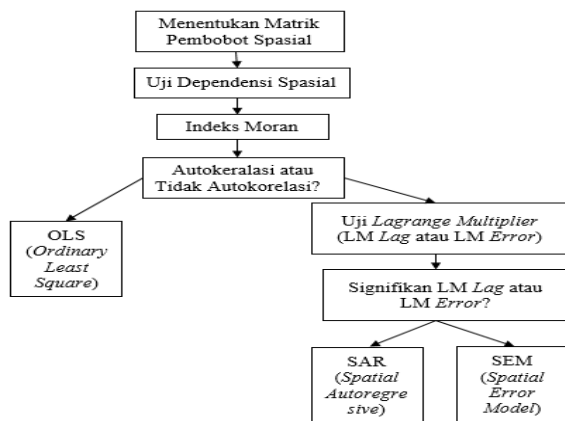 Menentukan Matrik
Pembobot Spasial
Uji Dependensi Spasial
Indeks Moran
Autokeralasi atau
Tidak Autokorelasi?
OLS
(Ordinary
Least
Square)
Uji Lagrange Multiplier
(LM Lag atau LM Error)
Signifikan LM Lag atau
LM Error?
SAR
(Spatial
Autoregre
sive)
SEM
(Spatial
Error
Model)